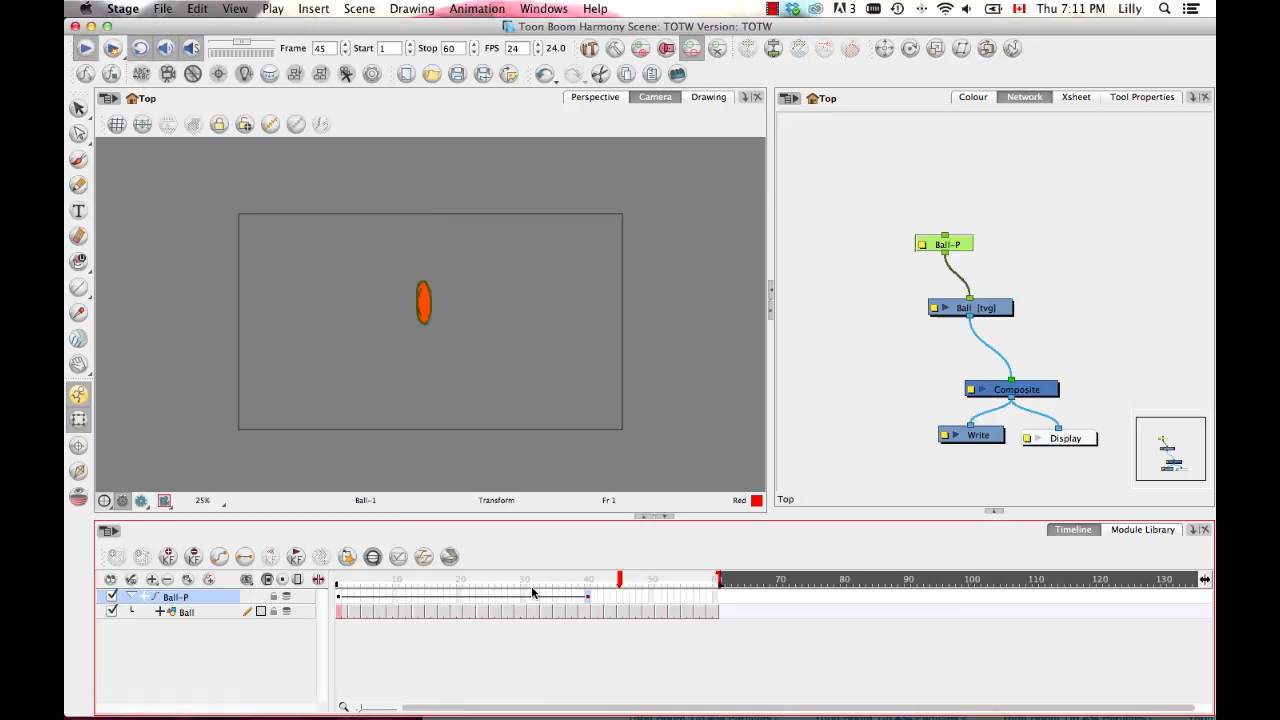 Stage File Edit View Play Insert Scene Drawing Animation Windows Help 3 Thu 7:11 PM Lilly
Toon Boom Harmony Scene: TOTW Version: TOTW
Frame 45 Start 1 Stop 60 FPS 24 24.0
Top Perspective Camera Drawing
Top Colour Network Xsheet Tool Properties
Ball-P
Ball [tvg]
Composite
Write Display
Top
25% Ball-1 Transform Fr 1 Red
Timeline Module Library
10 20 30 40 50 70 80 90 100 110 120 130
Ball-P
Ball